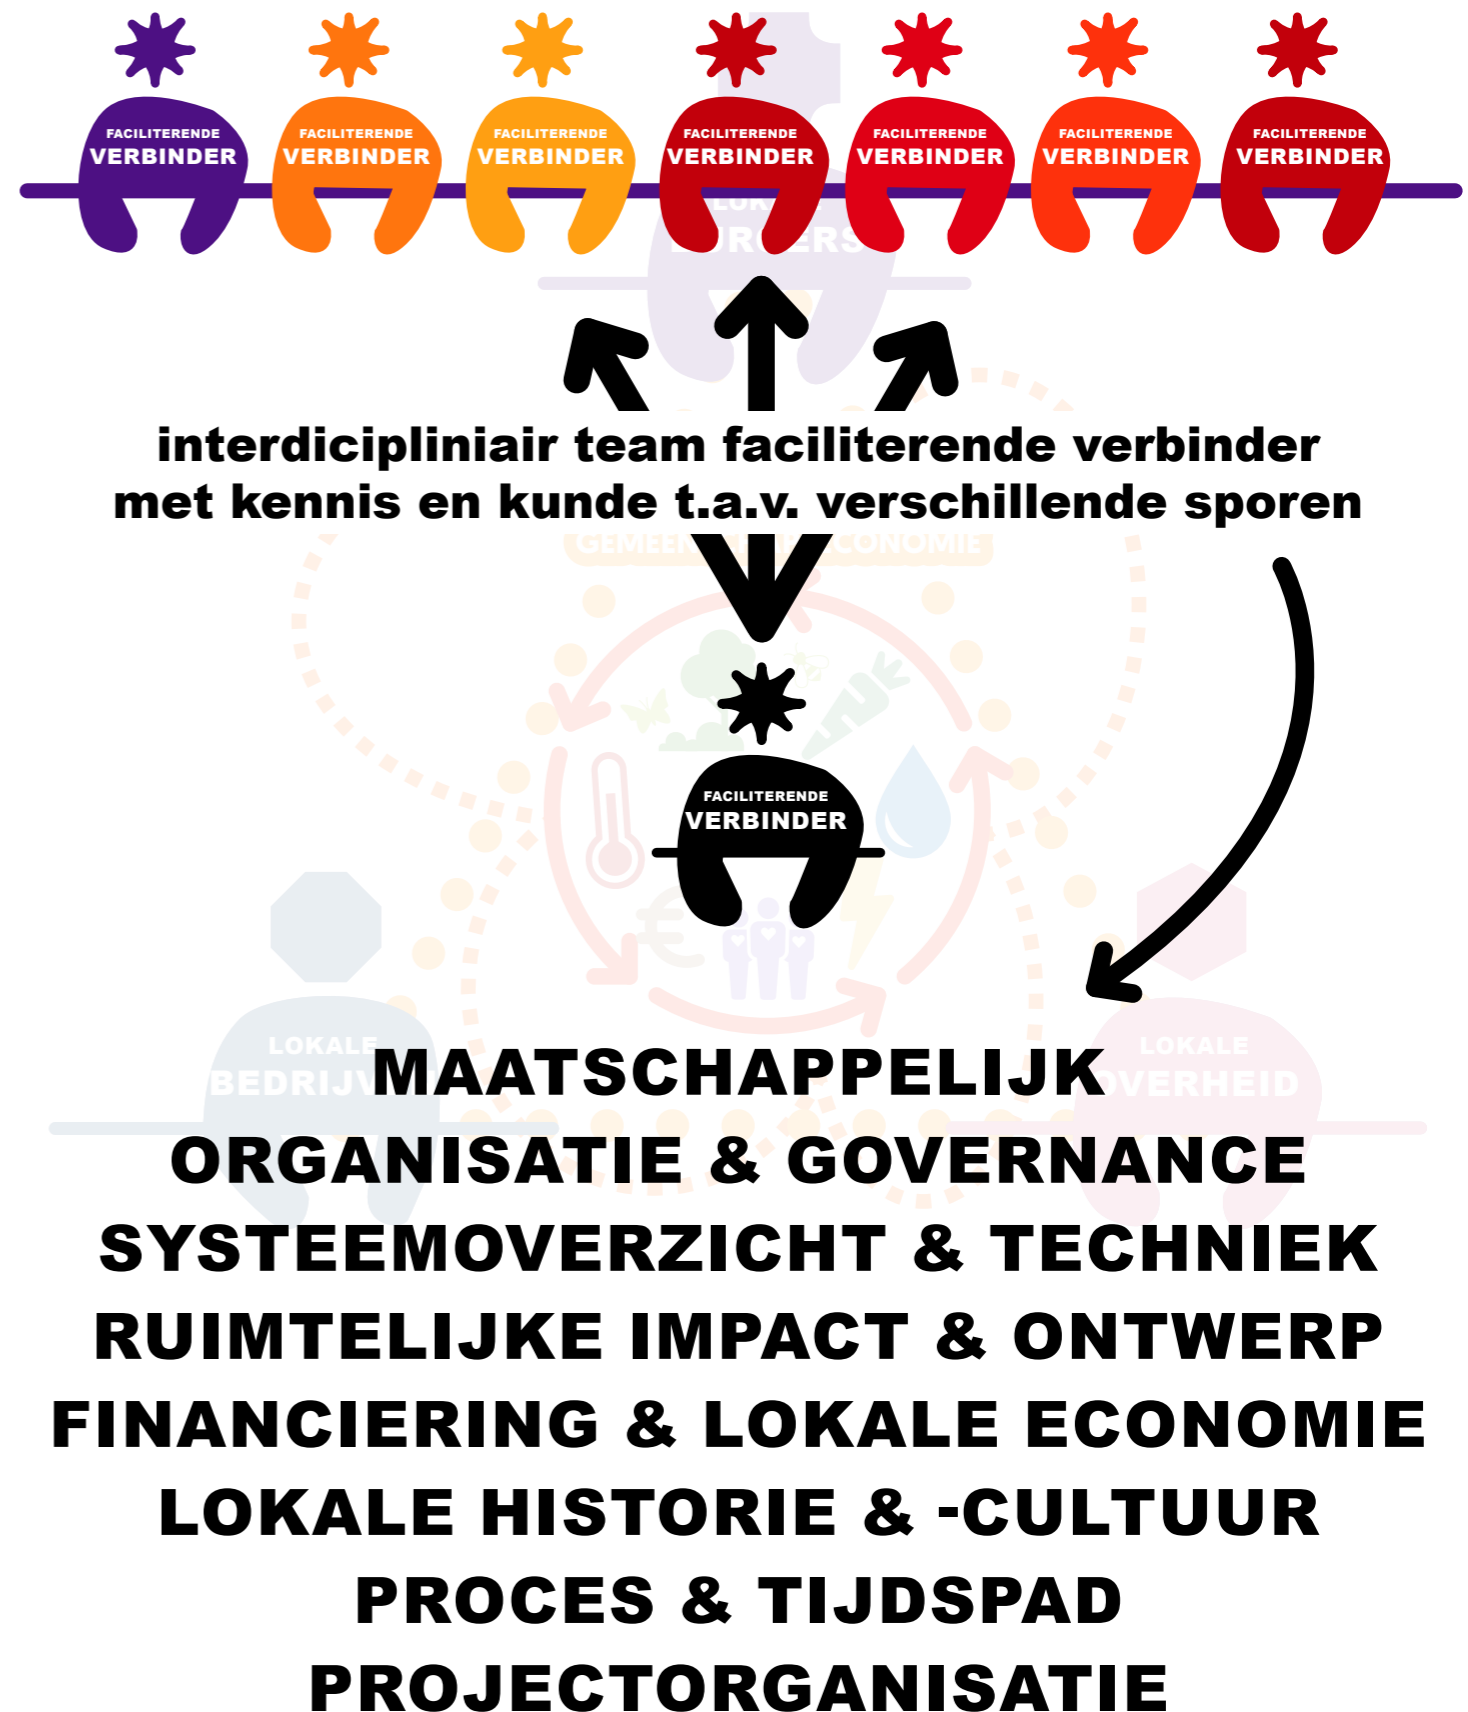 FACILITERENDE
VERBINDER
FACILITERENDE
VERBINDER
FACILITERENDE
VERBINDER
FACILITERENDE
VERBINDER
FACILITERENDE
VERBINDER
FACILITERENDE
VERBINDER
FACILITERENDE
VERBINDER
interdicipliniair team faciliterende verbinder
met kennis en kunde t.a.v. verschillende sporen
FACILITERENDE
VERBINDER
LOKALE
LOKALE
OVERHEID
MAATSCHAPPELIJK
ORGANISATIE & GOVERNANCE
SYSTEEMOVERZICHT & TECHNIEK
RUIMTELIJKE IMPACT & ONTWERP
FINANCIERING & LOKALE ECONOMIE
LOKALE HISTORIE & -CULTUUR
PROCES & TIJDSPAD
PROJECTORGANISATIE